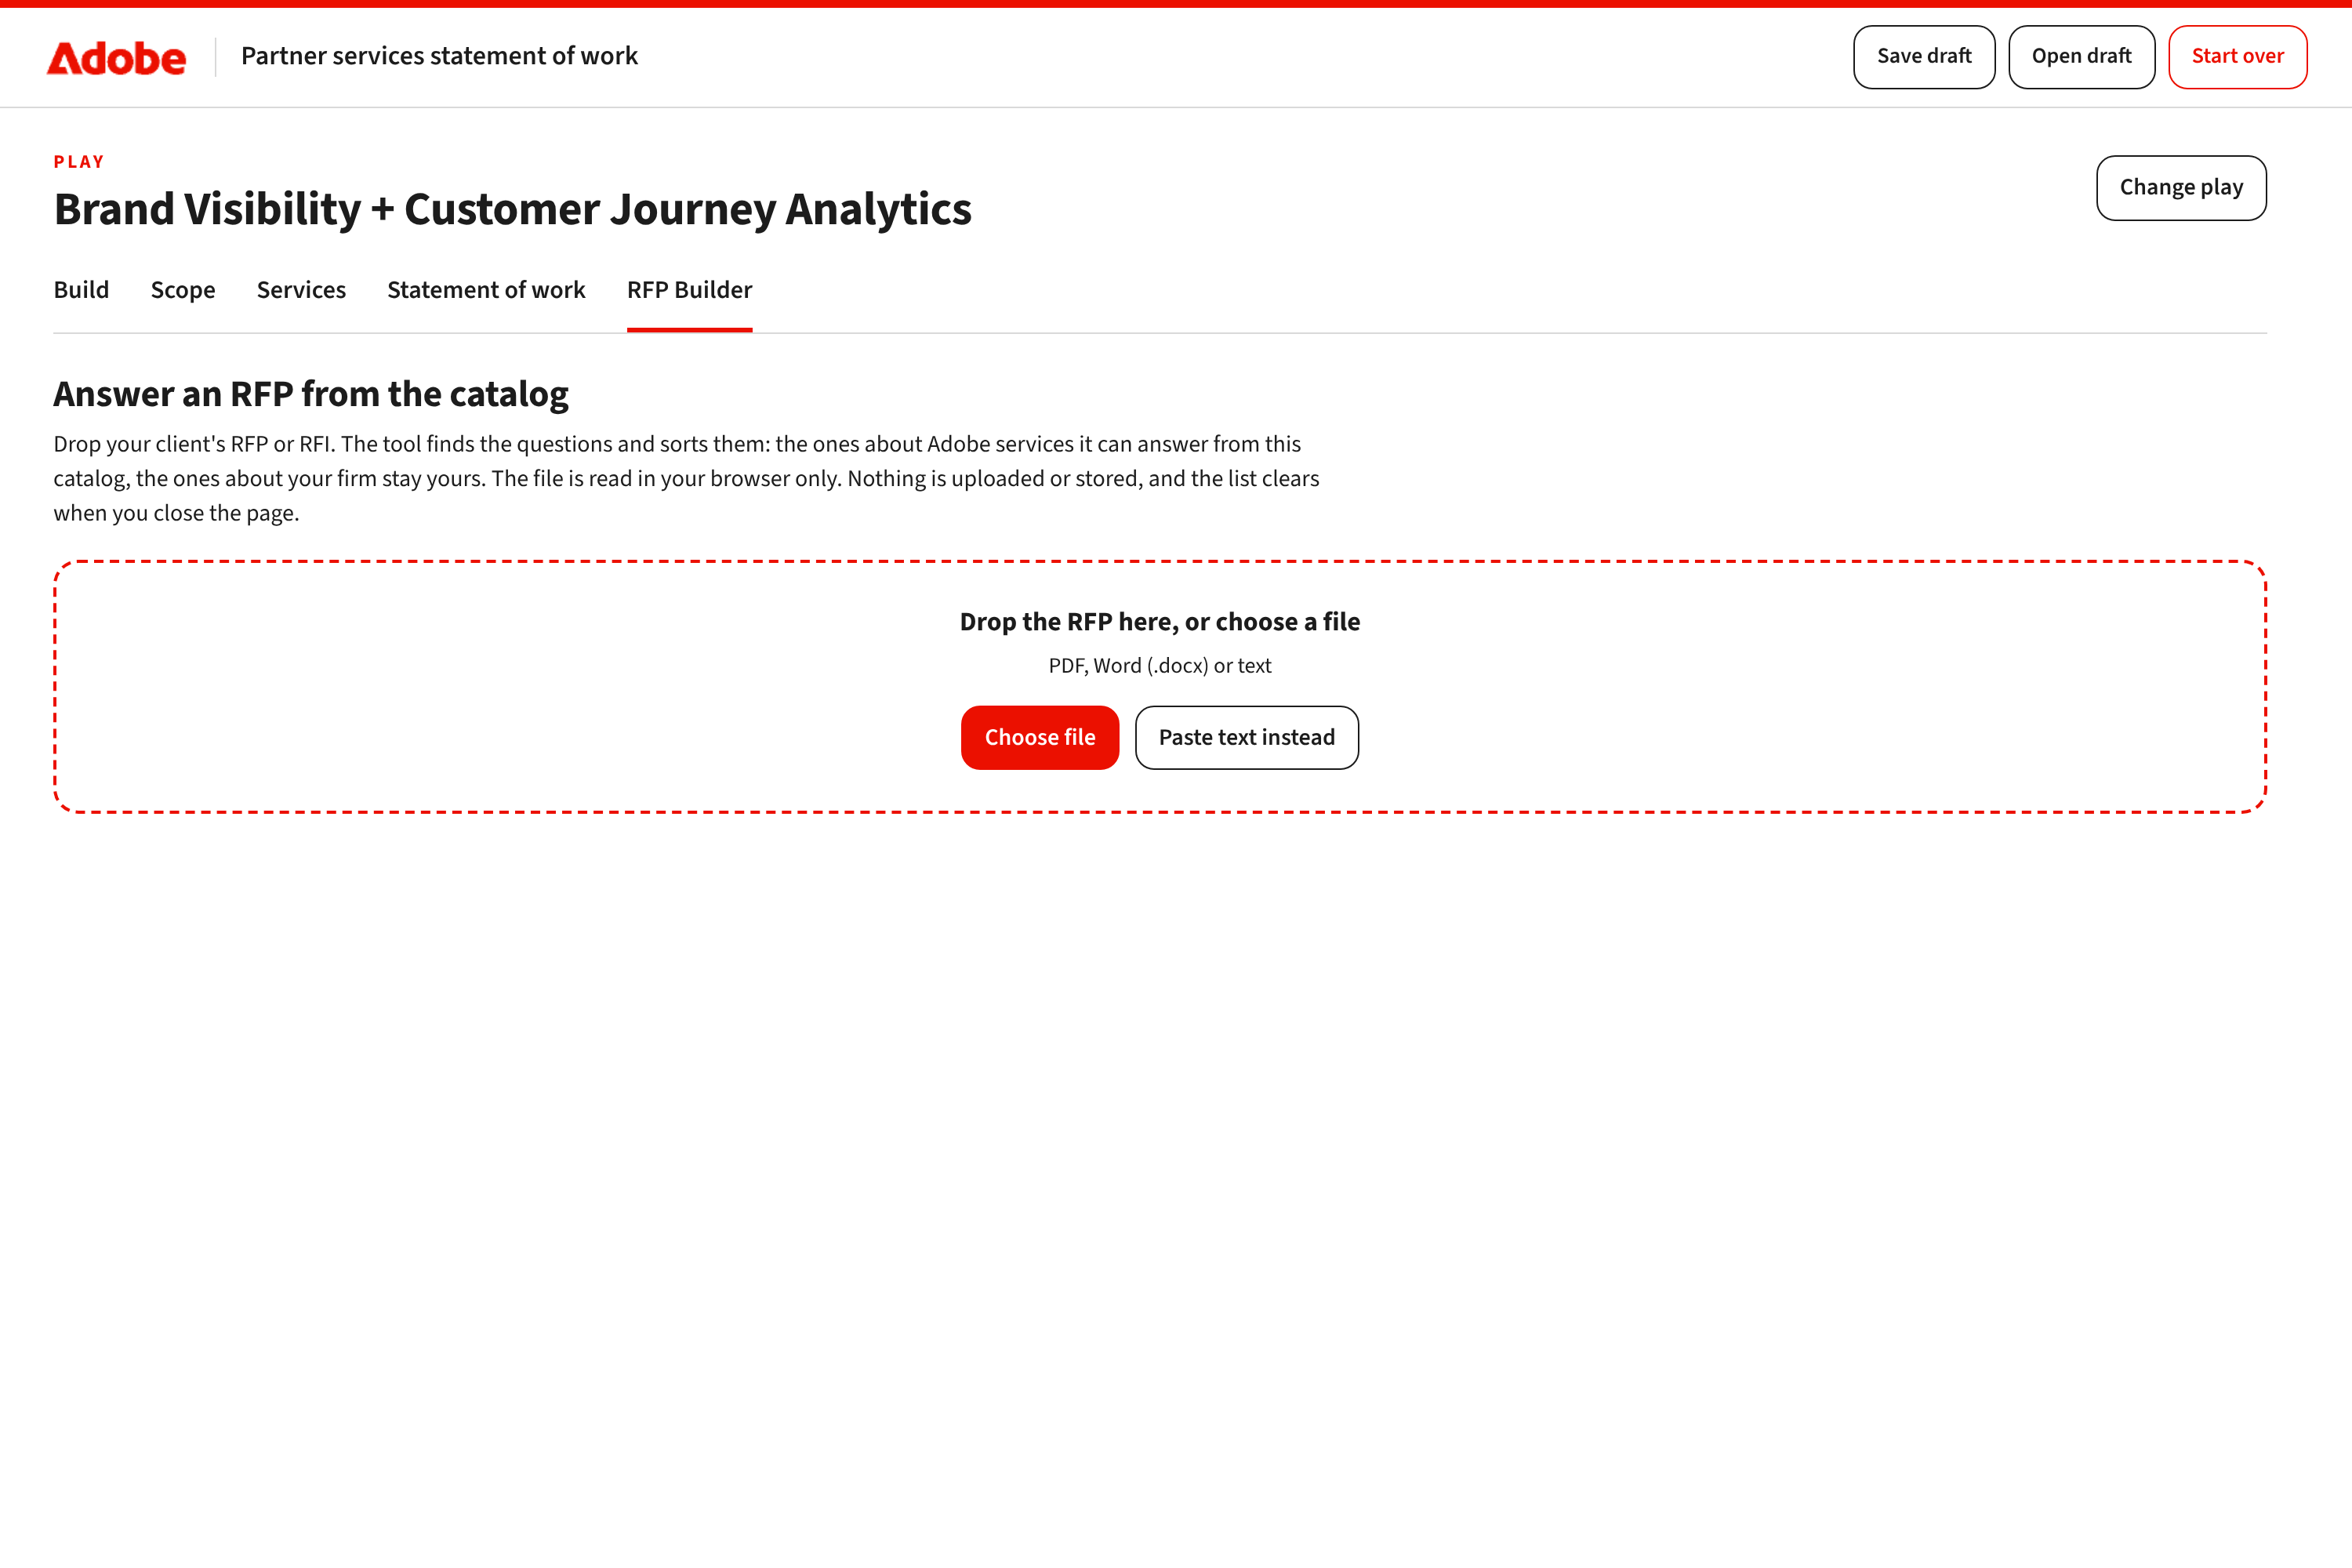 Adobe
Partner services statement of work
Save draft
Open draft
Start over
PLAY
Brand Visibility + Customer Journey Analytics
Change play
Build
Scope
Services
Statement of work
RFP Builder
Answer an RFP from the catalog
Drop your client's RFP or RFI. The tool finds the questions and sorts them: the ones about Adobe services it can answer from this
catalog, the ones about your firm stay yours. The file is read in your browser only. Nothing is uploaded or stored, and the list clears
when you close the page.
Drop the RFP here, or choose a file
PDF, Word (.docx) or text
Choose file
Paste text instead